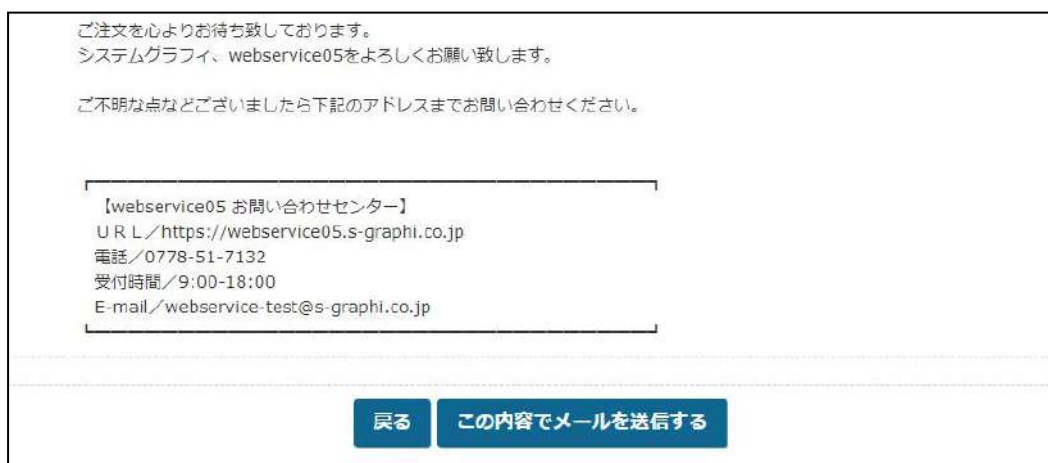 ご注文を心よりお待ち致しております。
システムグラフィ、webservice05をよろしくお願い致します。
ご不明な点などございましたら下記のアドレスまでお問い合わせください。
【webservice05 お問い合わせセンター】
ＵＲＬ／https://webservice05.s-graphi.co.jp
電話／0778-51-7132
受付時間／9:00-18:00
E-mail／webservice-test@s-graphi.co.jp
戻る この内容でメールを送信する